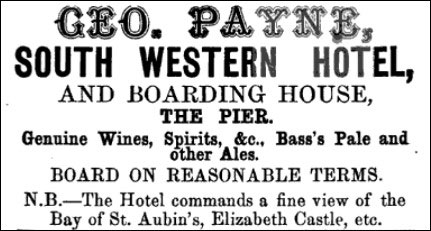 GEO. PAYNE,
SOUTH WESTERN HOTEL,
AND BOARDING HOUSE,
THE PIER.
Genuine Wines, Spirits, &c., Bass's Pale and
other Ales.
BOARD ON REASONABLE TERMS.
N.B.—The Hotel commands a fine view of the
Bay of St. Aubin's, Elizabeth Castle, etc.